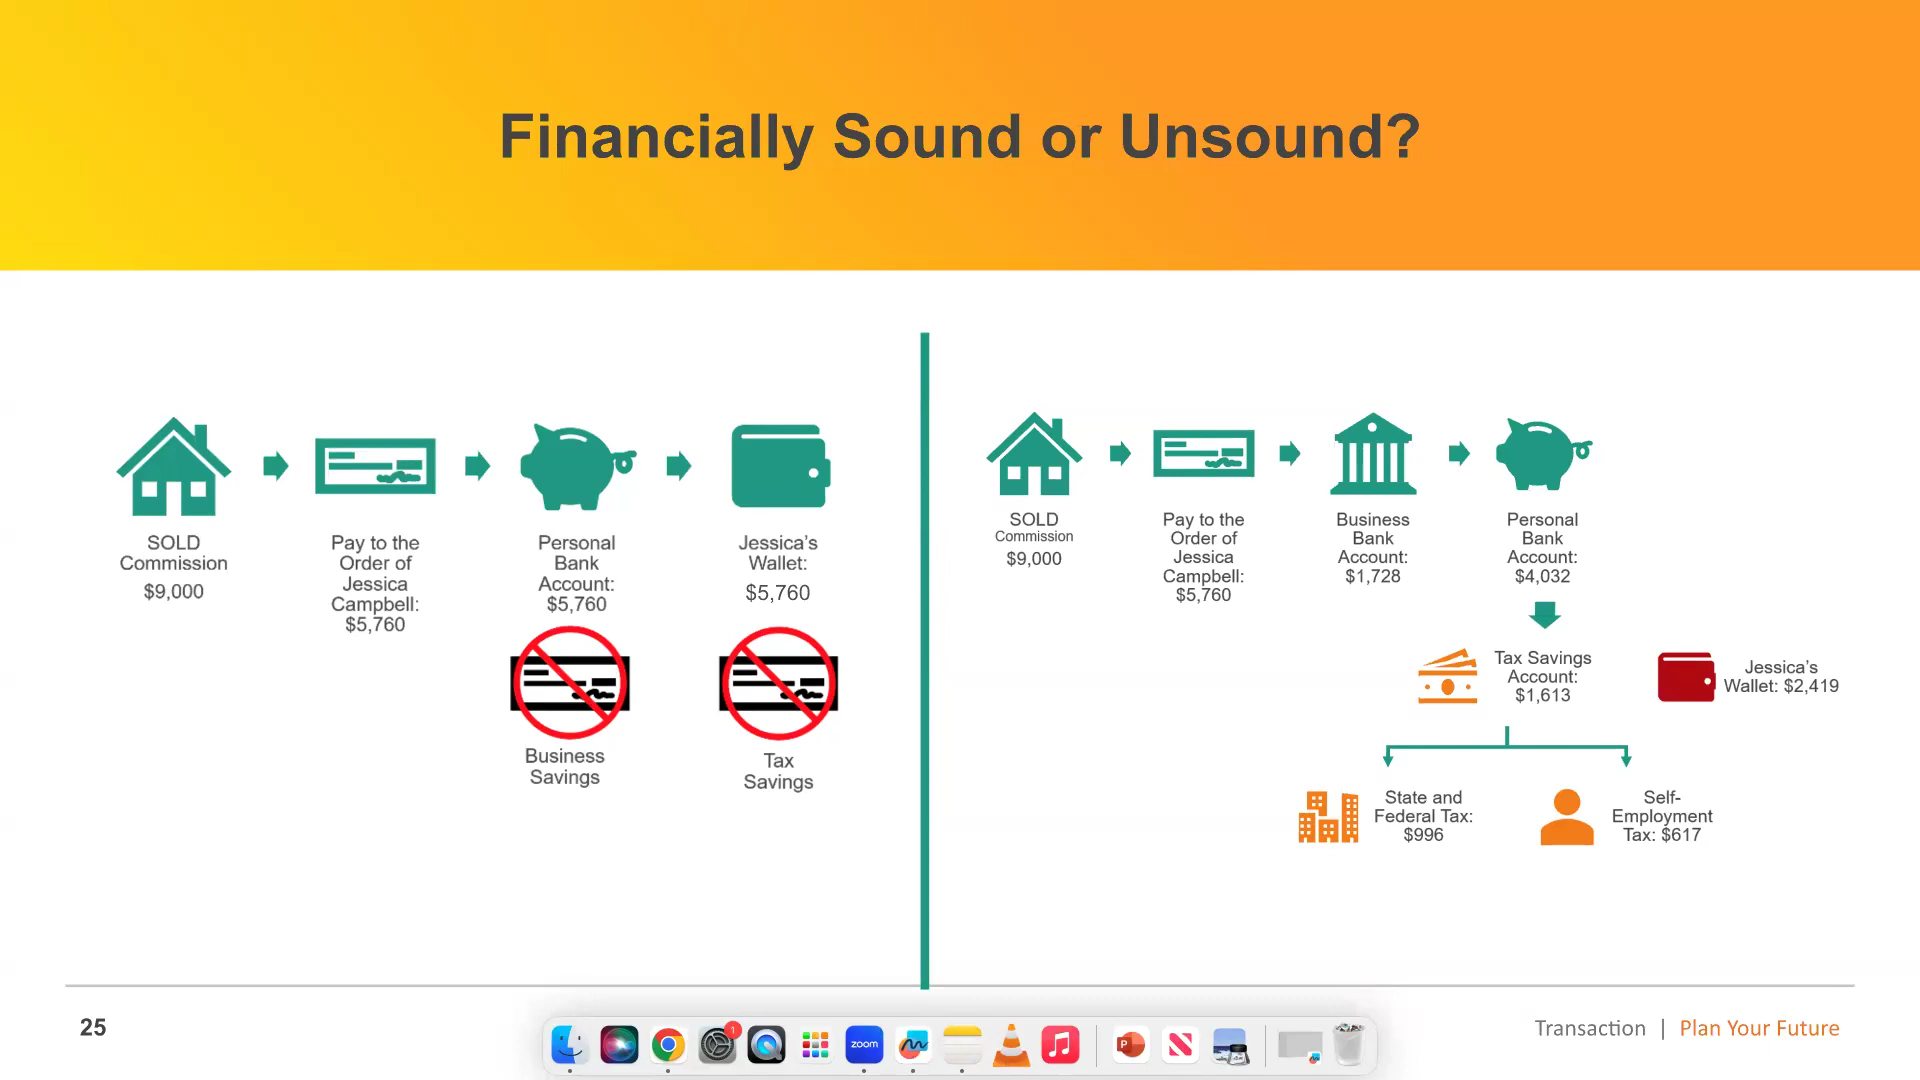 Financially Sound or Unsound?
SOLD
Commission
$9,000
Pay to the
Order of
Jessica
Campbell:
$5,760
Personal
Bank
Account:
$5,760
Jessica's
Wallet:
$5,760
Business
Savings
Tax
Savings
SOLD
Commission
$9,000
Pay to the
Order of
Jessica
Campbell:
$5,760
Business
Bank
Account:
$1,728
Personal
Bank
Account:
$4,032
Tax Savings
Account:
$1,613
Jessica's
Wallet: $2,419
State and
Federal Tax:
$996
Self-
Employment
Tax: $617
25
1
zoom
P
Transaction | Plan Your Future